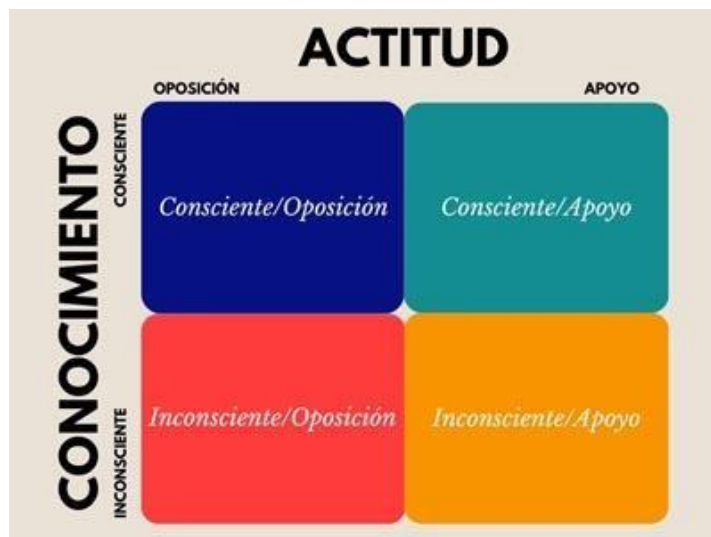 ACTITUD
OPOSICIÓN
APOYO
CONOCIMIENTO
CONSCIENTE
Consciente/Oposición
Consciente/Apoyo
INCONSCIENTE
Inconsciente/Oposición
Inconsciente/Apoyo